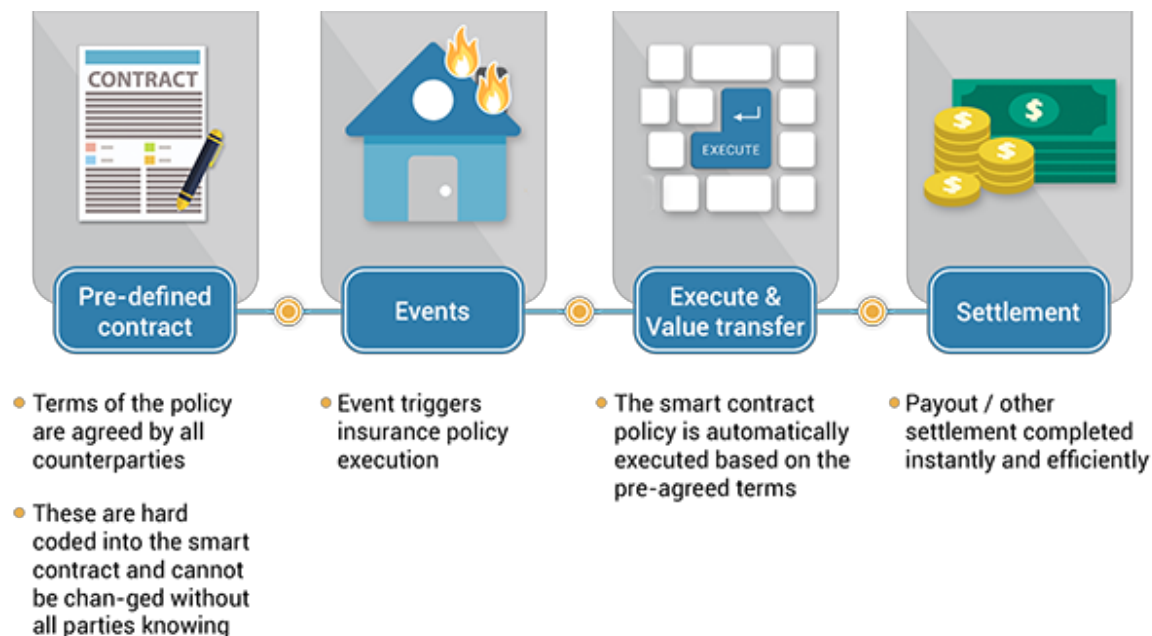 CONTRACT
EXECUTE
$
$
$
$
Pre-defined
contract
Events
Execute &
Value transfer
Settlement
Terms of the policy
are agreed by all
counterparties
These are hard
coded into the smart
contract and cannot
be chan-ged without
all parties knowing
Event triggers
insurance policy
execution
The smart contract
policy is automatically
executed based on the
pre-agreed terms
Payout / other
settlement completed
instantly and efficiently